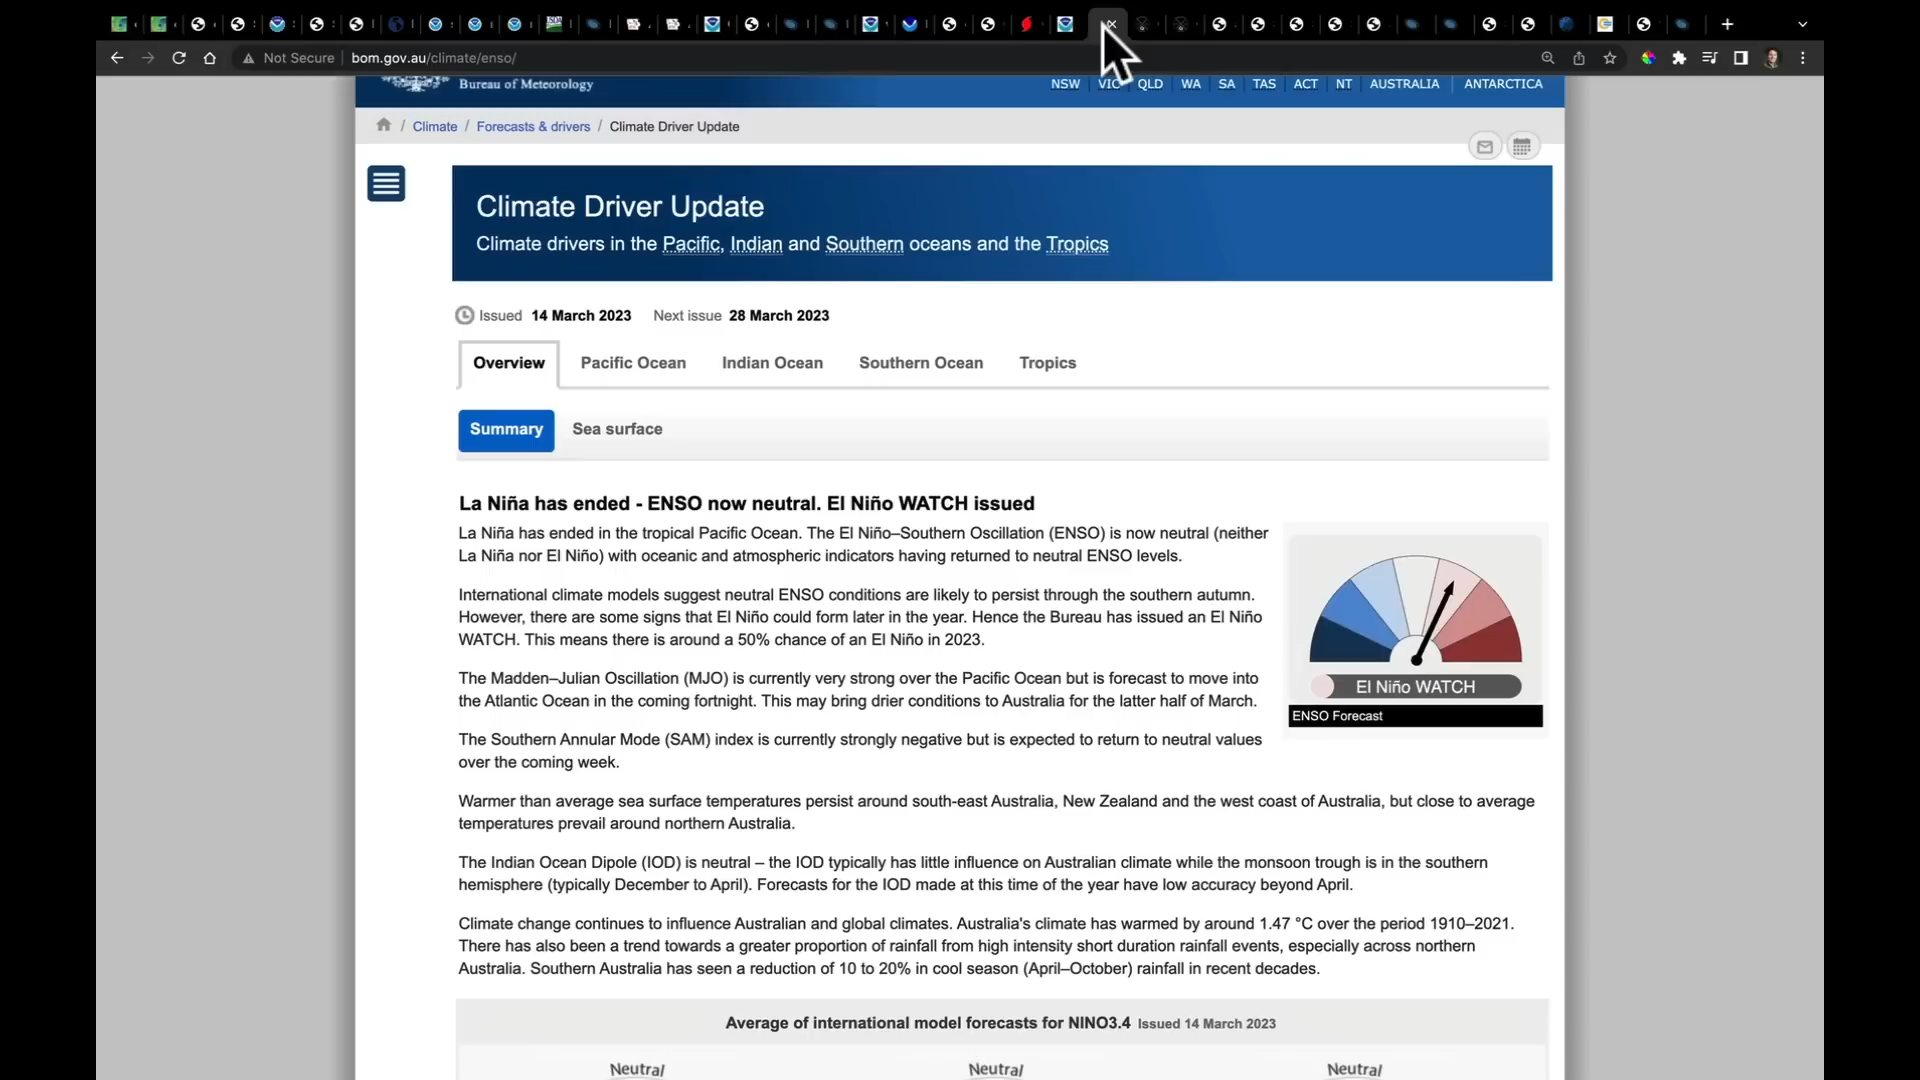 Not Secure
bom.gov.au/climate/enso/
Bureau of Meteorology
NSW VIC QLD WA SA TAS ACT NT AUSTRALIA ANTARCTICA
/ Climate / Forecasts & drivers / Climate Driver Update
Climate Driver Update
Climate drivers in the Pacific, Indian and Southern oceans and the Tropics
Issued 14 March 2023 Next issue 28 March 2023
Overview Pacific Ocean Indian Ocean Southern Ocean Tropics
Summary Sea surface
La Niña has ended - ENSO now neutral. El Niño WATCH issued
La Niña has ended in the tropical Pacific Ocean. The El Niño–Southern Oscillation (ENSO) is now neutral (neither
La Niña nor El Niño) with oceanic and atmospheric indicators having returned to neutral ENSO levels.
International climate models suggest neutral ENSO conditions are likely to persist through the southern autumn.
However, there are some signs that El Niño could form later in the year. Hence the Bureau has issued an El Niño
WATCH. This means there is around a 50% chance of an El Niño in 2023.
The Madden–Julian Oscillation (MJO) is currently very strong over the Pacific Ocean but is forecast to move into
the Atlantic Ocean in the coming fortnight. This may bring drier conditions to Australia for the latter half of March.
El Niño WATCH
ENSO Forecast
The Southern Annular Mode (SAM) index is currently strongly negative but is expected to return to neutral values
over the coming week.
Warmer than average sea surface temperatures persist around south-east Australia, New Zealand and the west coast of Australia, but close to average
temperatures prevail around northern Australia.
The Indian Ocean Dipole (IOD) is neutral – the IOD typically has little influence on Australian climate while the monsoon trough is in the southern
hemisphere (typically December to April). Forecasts for the IOD made at this time of the year have low accuracy beyond April.
Climate change continues to influence Australian and global climates. Australia's climate has warmed by around 1.47 °C over the period 1910–2021.
There has also been a trend towards a greater proportion of rainfall from high intensity short duration rainfall events, especially across northern
Australia. Southern Australia has seen a reduction of 10 to 20% in cool season (April–October) rainfall in recent decades.
Average of international model forecasts for NINO3.4 Issued 14 March 2023
Neutral Neutral Neutral